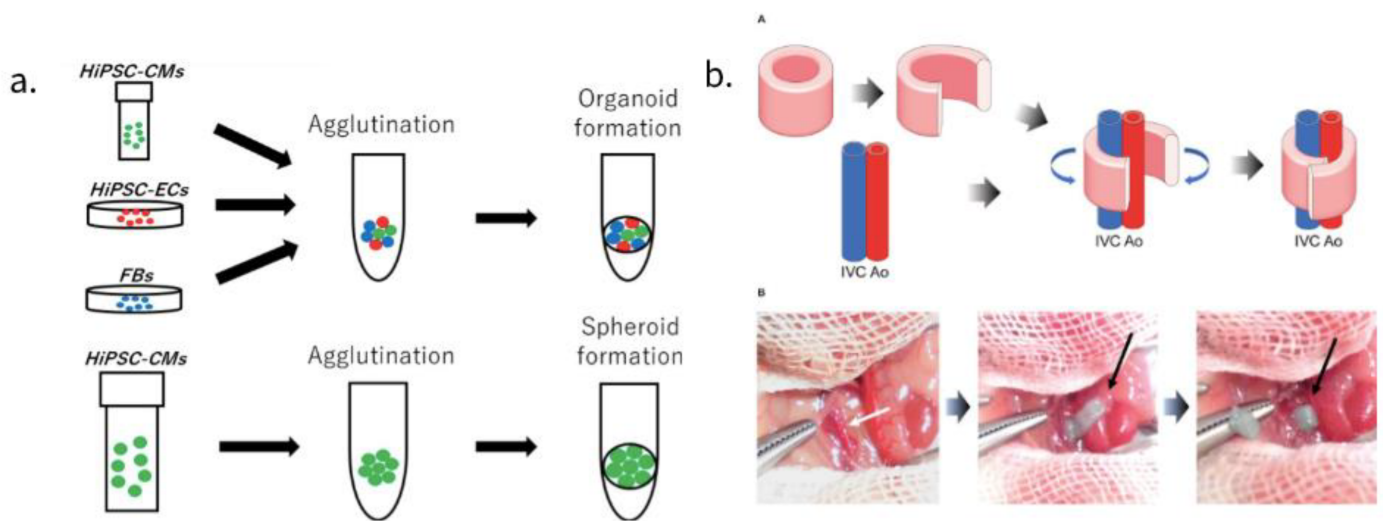 a.
HiPSC-CMs
HiPSC-ECs
FBs
Agglutination
Organoid
formation
HiPSC-CMs
Agglutination
Spheroid
formation
b.
A
IVC Ao
IVC Ao
IVC Ao
B